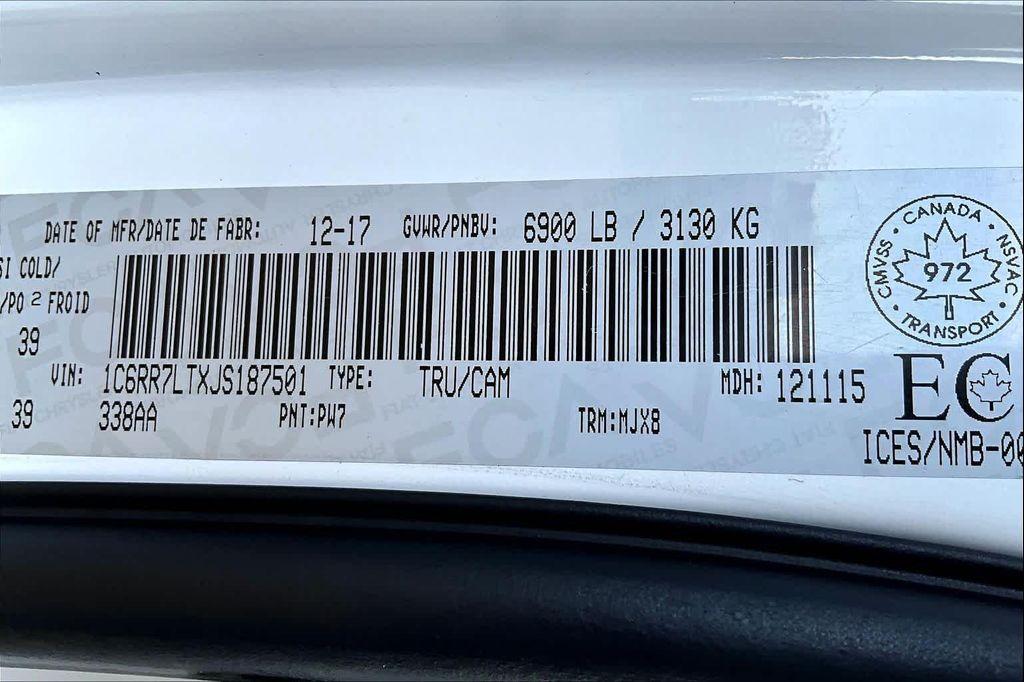 DATE OF MFR/DATE DE FABR: 12-17 GVWR/PNBV: 6900 LB / 3130 KG
SI COLD/
/PO 2 FROID
39
VIN: 1C6RR7LTXJS187501 TYPE: TRU/CAM MDH: 121115
39 338AA PNT:PW7 TRM:MJX8
CANADA
CMVSS · NSVAC
972
TRANSPORT
EC
ICES/NMB-00